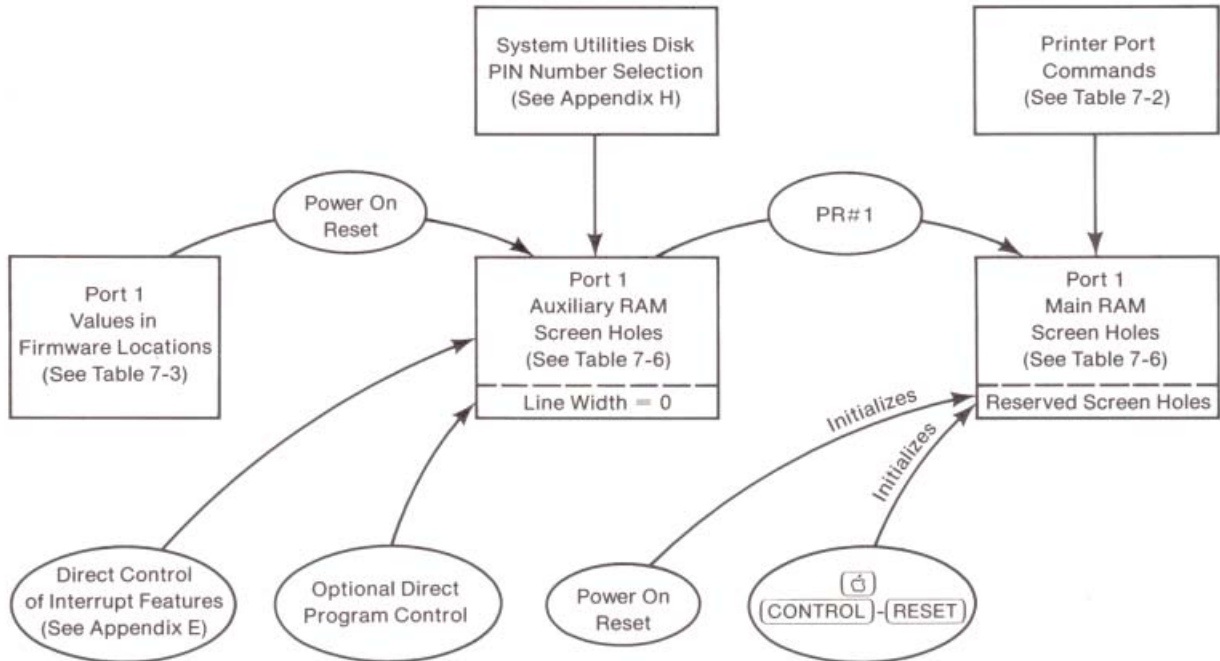 System Utilities Disk
PIN Number Selection
(See Appendix H)
Printer Port
Commands
(See Table 7-2)
Power On
Reset
PR#1
Port 1
Values in
Firmware Locations
(See Table 7-3)
Port 1
Auxiliary RAM
Screen Holes
(See Table 7-6)
Line Width = 0
Port 1
Main RAM
Screen Holes
(See Table 7-6)
Reserved Screen Holes
Initializes
Initializes
Direct Control
of Interrupt Features
(See Appendix E)
Optional Direct
Program Control
Power On
Reset
CONTROL-RESET